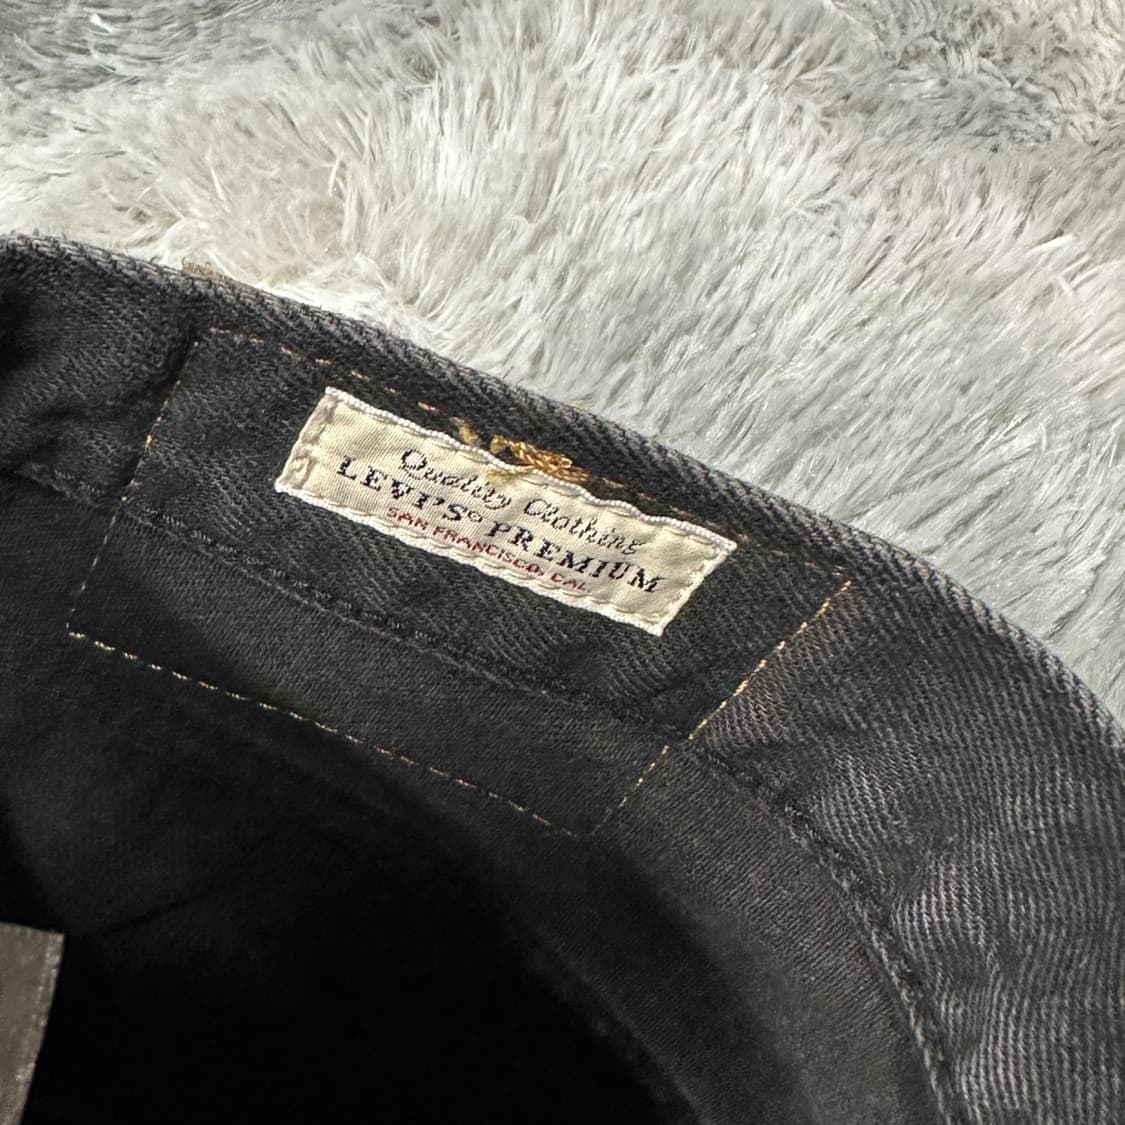 Quality Clothing
LEVI'S® PREMIUM
SAN FRANCISCO, CAL.